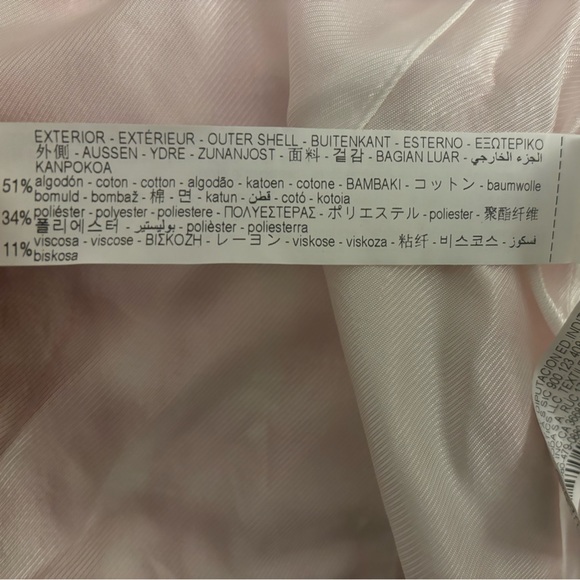 EXTERIOR - EXTÉRIEUR - OUTER SHELL - BUITENKANT - ESTERNO - ΕΞΩΤΕΡΙΚΟ
外側 - AUSSEN - YDRE - ZUNANJOST - 面料 - 겉감 - BAGIAN LUAR - الجزء الخارجي -
KANPOKOA
51% algodón - coton - cotton - algodão - katoen - cotone - BAMBAKI - コットン - baumwolle
bomuld - bombaž - 棉 - 면 - katun - قطن - cotó - kotoia
34% poliéster - polyester - poliestere - ΠΟΛΥΕΣΤΕΡΑΣ - ポリエステル - poliester - 聚酯纤维
폴리에스터 - بوليستير - polièster - poliesterra
11% viscosa - viscose - ΒΙΣΚΟΖΗ - レーヨン - viskose - viskoza - 粘纤 - 비스코스 - فسكوز -
biskosa